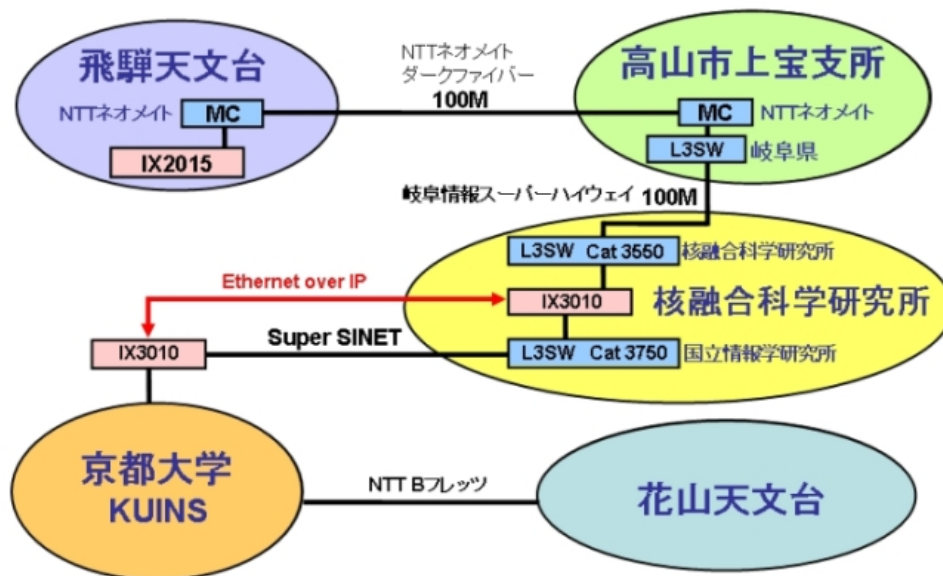 飛騨天文台
NTTネオメイト
MC
IX2015
NTTネオメイト
ダークファイバー
100M
高山市上宝支所
MC
NTTネオメイト
L3SW
岐阜県
岐阜情報スーパーハイウェイ
100M
L3SW Cat 3550
核融合科学研究所
Ethernet over IP
IX3010
核融合科学研究所
Super SINET
IX3010
L3SW Cat 3750
国立情報学研究所
京都大学
KUINS
NTT Bフレッツ
花山天文台